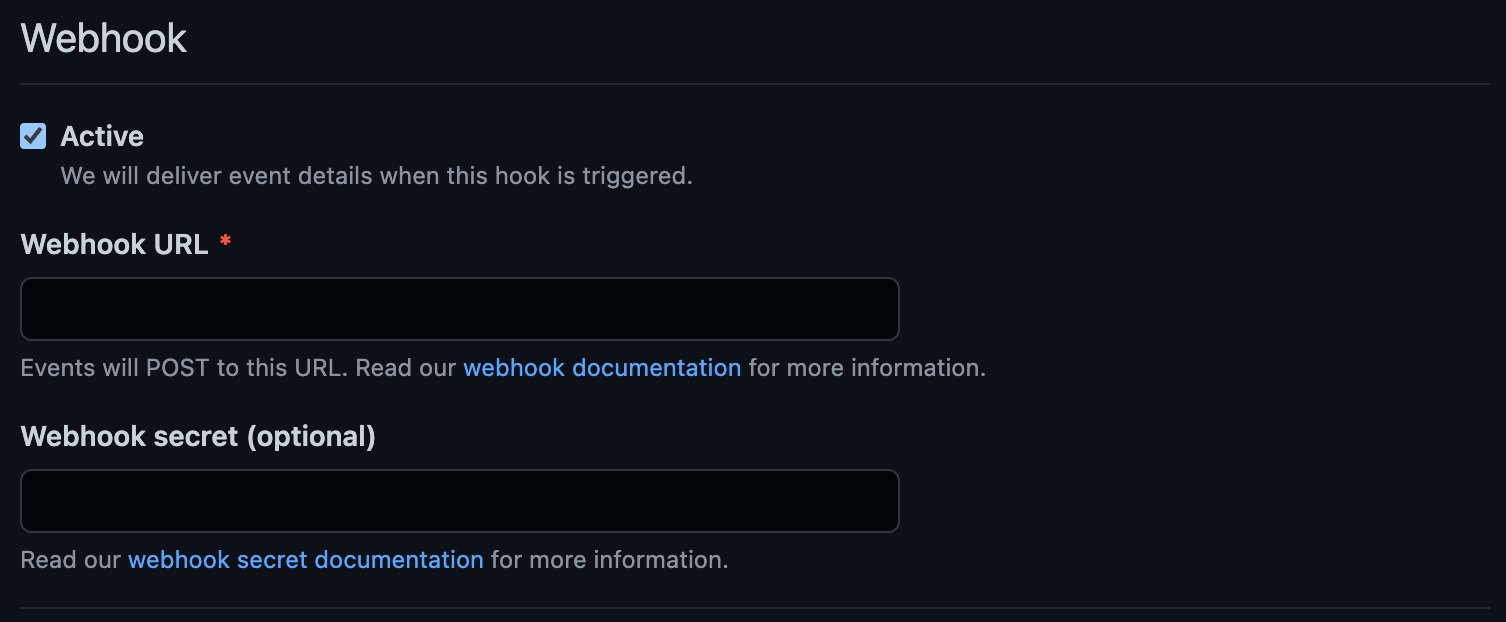 Webhook
Active
We will deliver event details when this hook is triggered.
Webhook URL *
Events will POST to this URL. Read our webhook documentation for more information.
Webhook secret (optional)
Read our webhook secret documentation for more information.